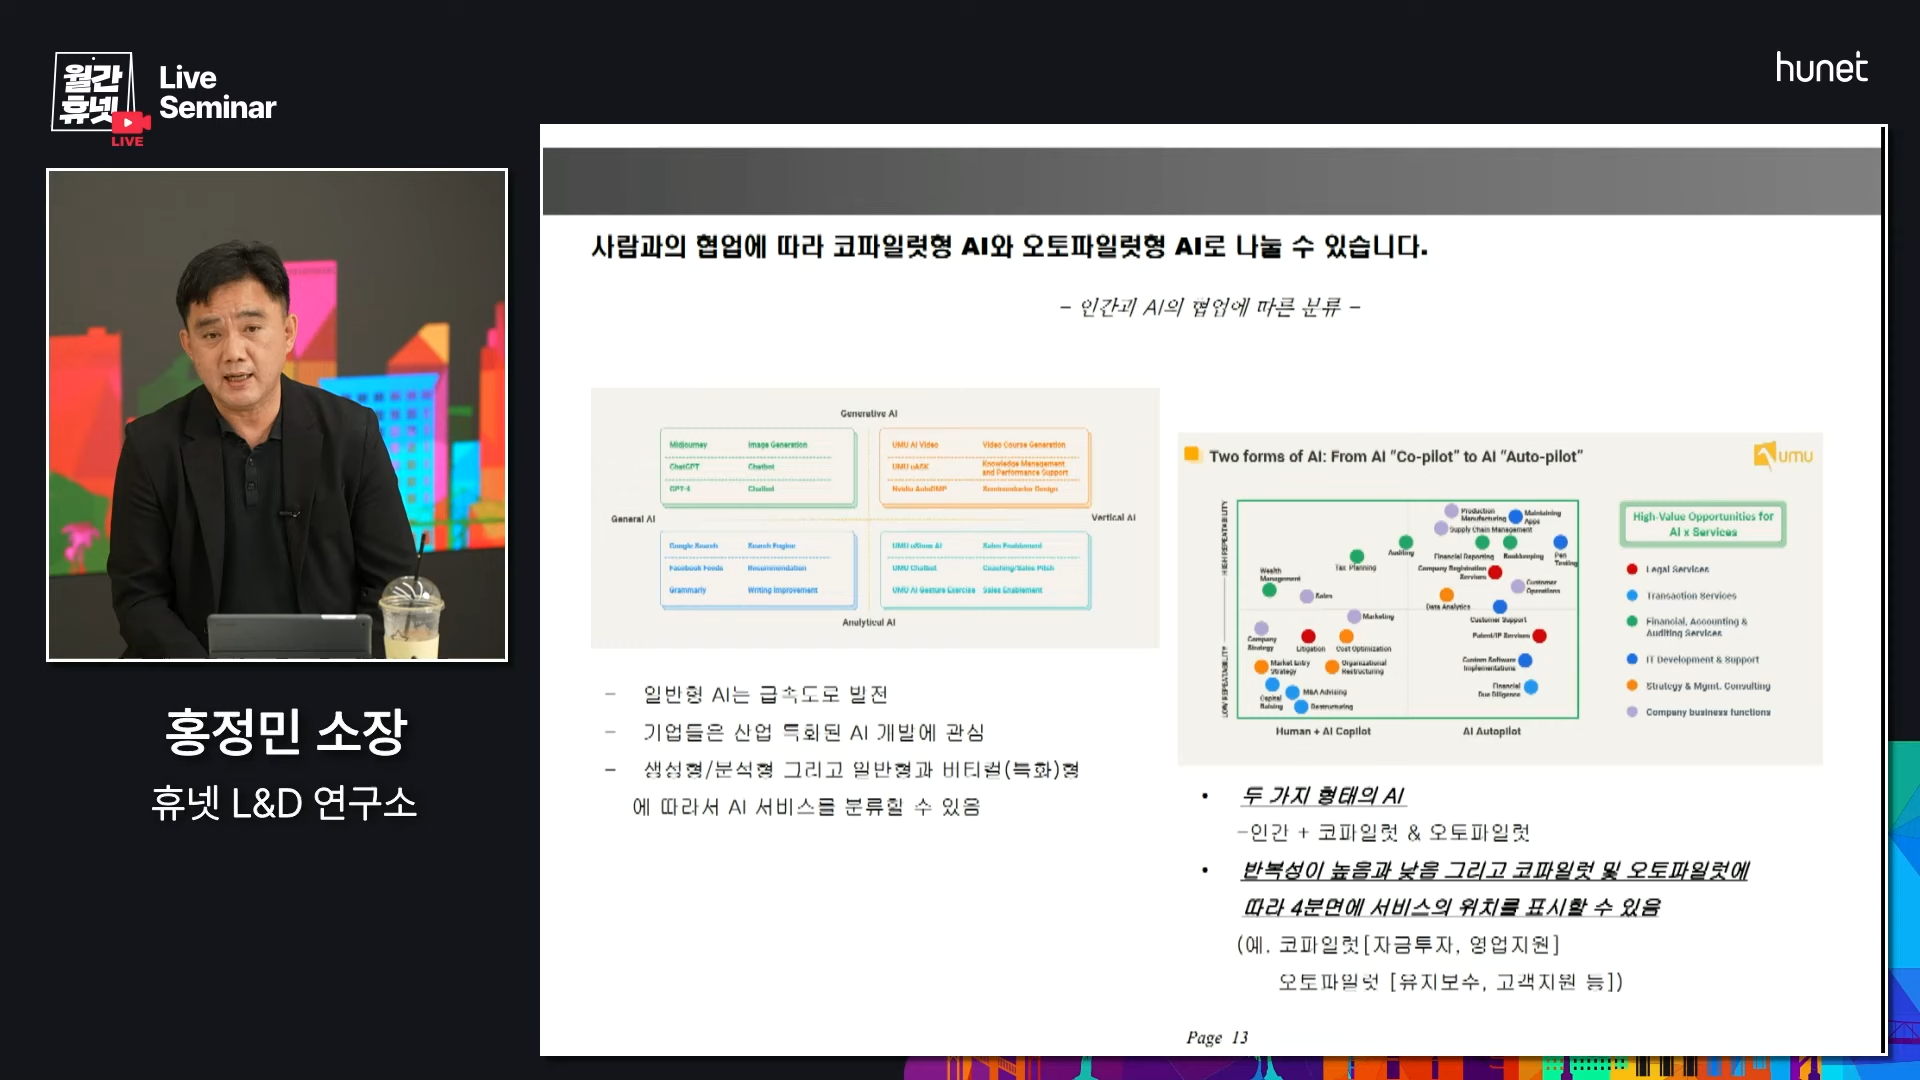 월간
휴넷
LIVE
Live
Seminar
hunet
홍정민 소장
휴넷 L&D 연구소
사람과의 협업에 따라 코파일럿형 AI와 오토파일럿형 AI로 나눌 수 있습니다.
– 인간과 AI의 협업에 따른 분류 –
Generative AI
Midjourney Image Generation
ChatGPT Chatbot
GPT-4 Chatbot
UMU AI Video Video Course Generation
UMU uASK Knowledge Management
and Performance Support
Nvidia AutoDMP Semiconductor Design
General AI
Vertical AI
Google Search Search Engine
Facebook Feeds Recommendation
Grammarly Writing Improvement
UMU uShow AI Sales Enablement
UMU Chatbot Coaching/Sales Pitch
UMU AI Gesture Exercise Sales Enablement
Analytical AI
– 일반형 AI는 급속도로 발전
– 기업들은 산업 특화된 AI 개발에 관심
– 생성형/분석형 그리고 일반형과 버티컬(특화)형
에 따라서 AI 서비스를 분류할 수 있음
Two forms of AI: From AI “Co-pilot” to AI “Auto-pilot”
umu
HIGH REPEATABILITY
LOW REPEATABILITY
Production
Manufacturing
Maintaining
Apps
Supply Chain Management
Auditing
Financial Reporting
Bookkeeping
Pen
Testing
Tax Planning
Company Registration
Services
Wealth
Management
Sales
Customer
Operations
Data Analytics
Customer Support
Marketing
Company
Strategy
Litigation
Cost Optimization
Patent/IP Services
Market Entry
Strategy
Organizational
Restructuring
Custom Software
Implementations
Capital
Raising
M&A Advising
Restructuring
Financial
Due Diligence
Human + AI Copilot
AI Autopilot
High-Value Opportunities for
AI x Services
Legal Services
Transaction Services
Financial, Accounting &
Auditing Services
IT Development & Support
Strategy & Mgmt. Consulting
Company business functions
• 두 가지 형태의 AI
–인간 + 코파일럿 & 오토파일럿
• 반복성이 높음과 낮음 그리고 코파일럿 및 오토파일럿에
따라 4분면에 서비스의 위치를 표시할 수 있음
(예. 코파일럿[자금투자, 영업지원]
오토파일럿 [유지보수, 고객지원 등])
Page 13